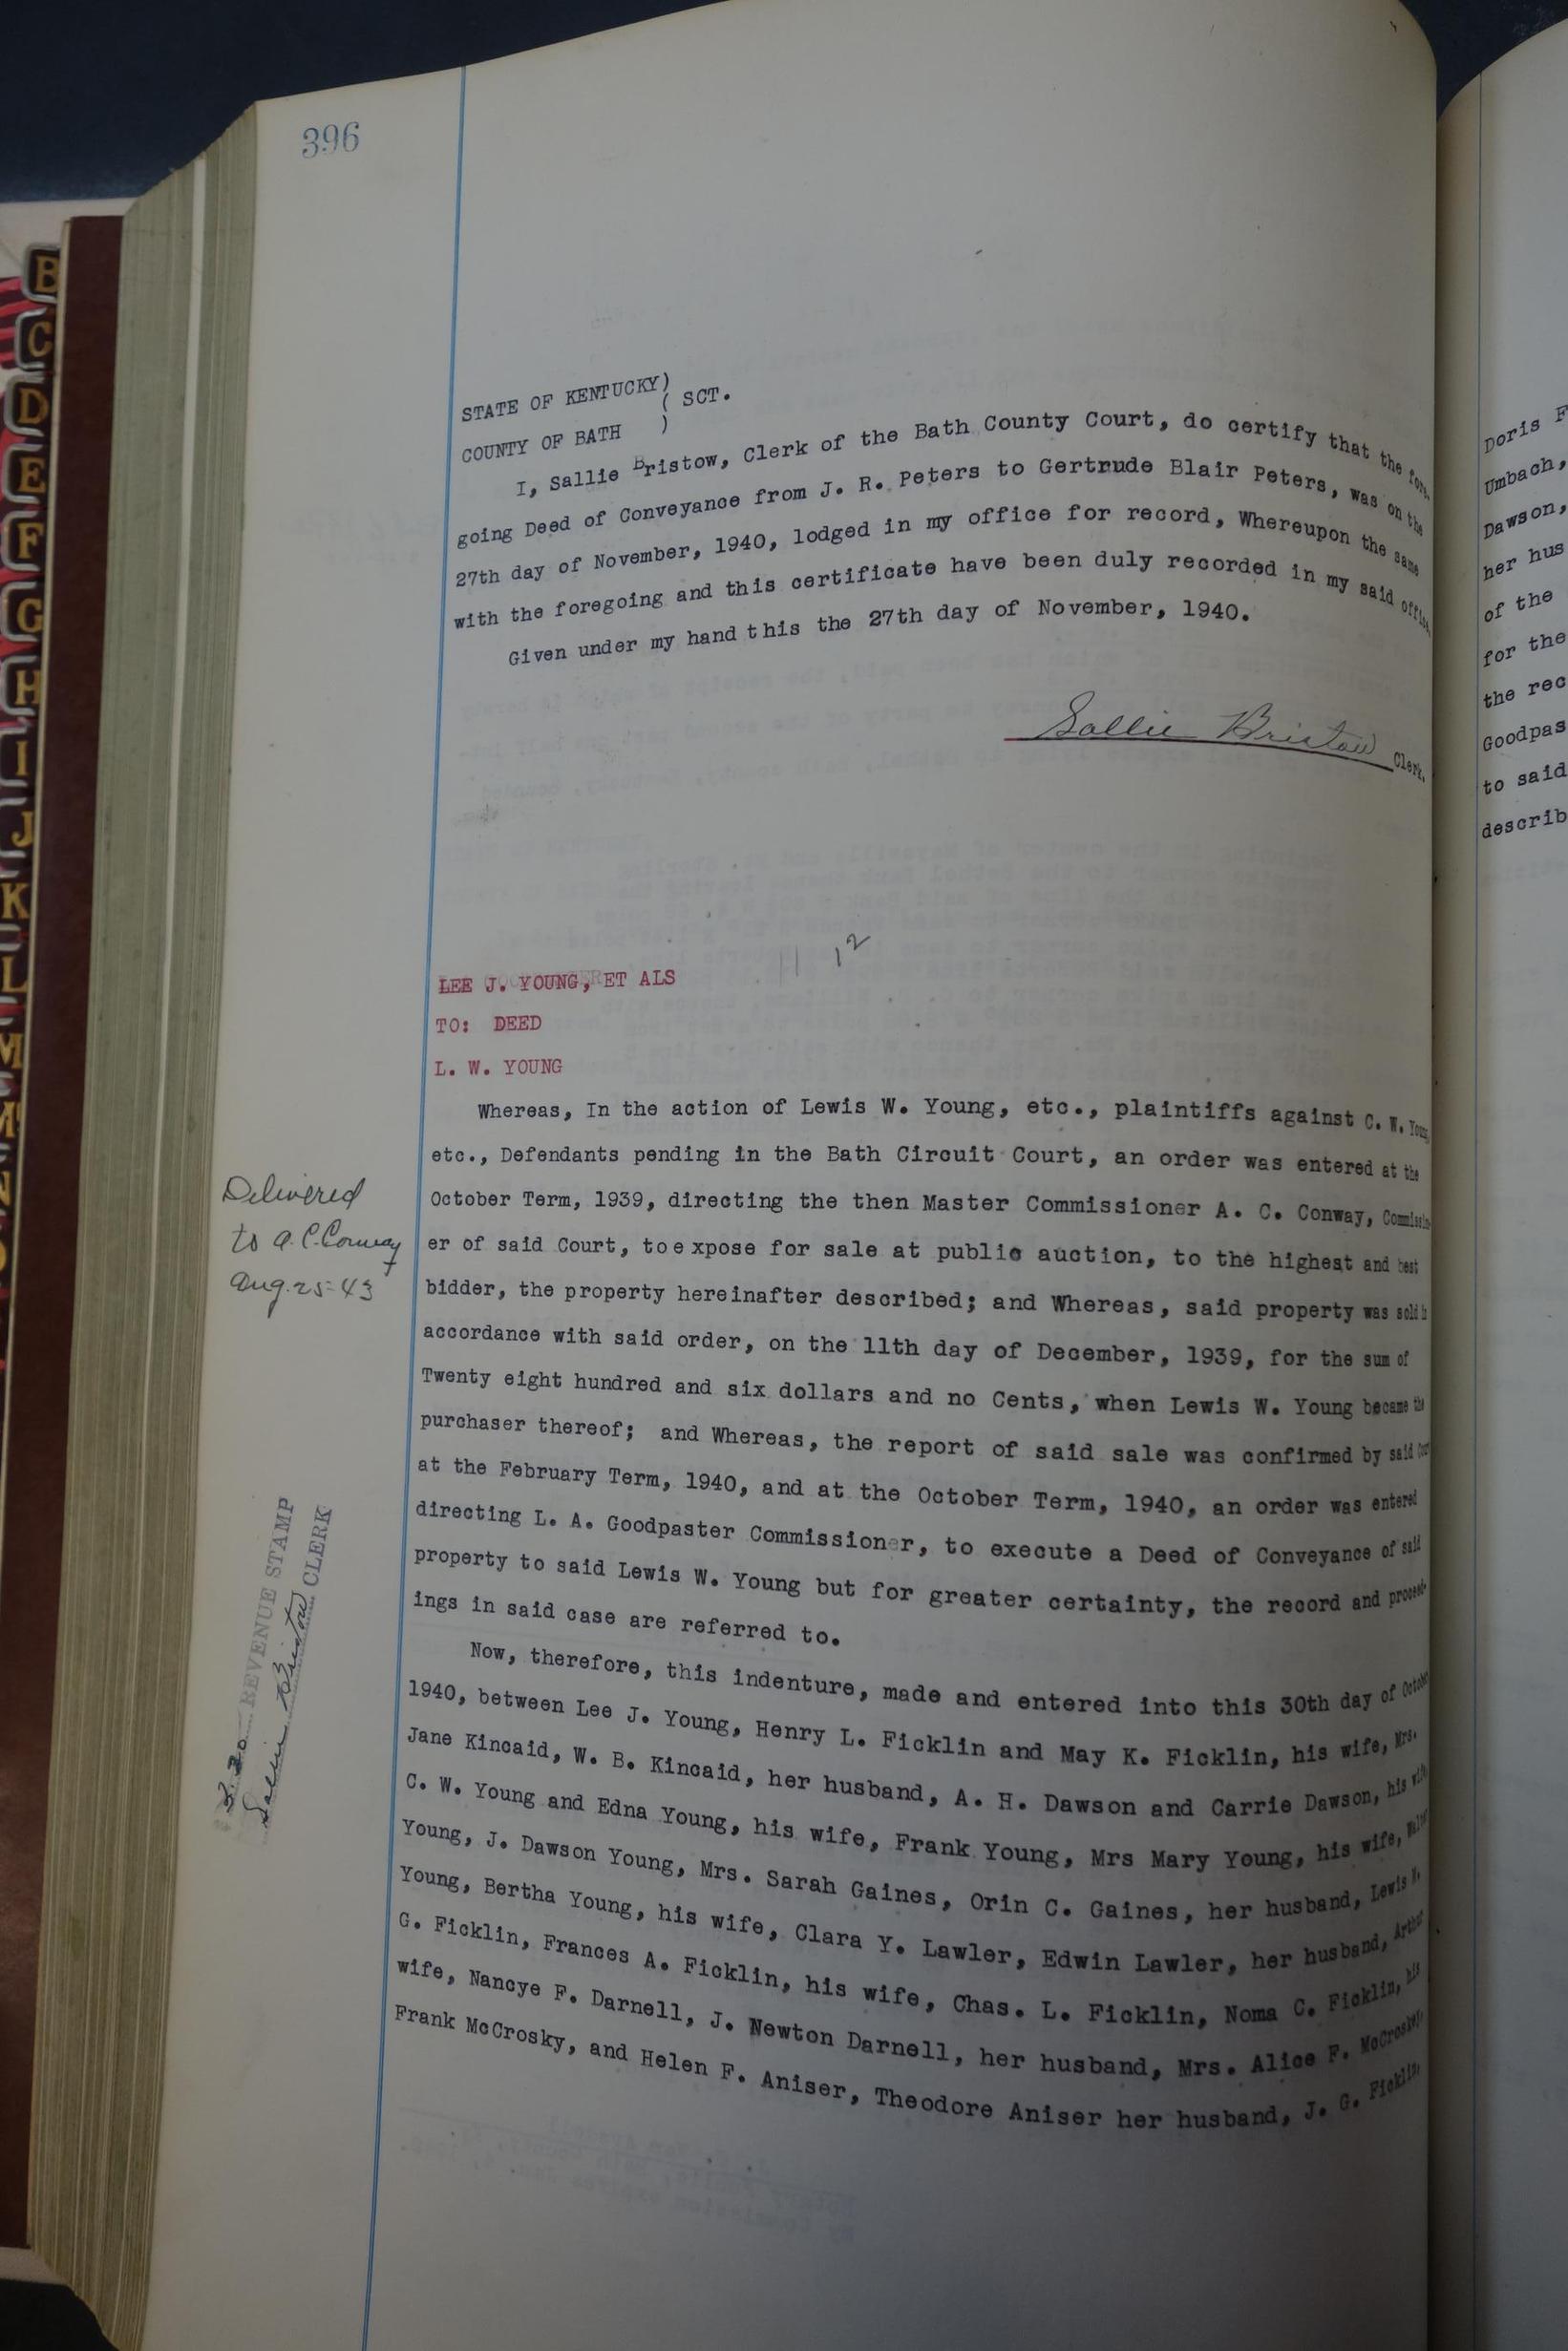 396
STATE OF KENTUCKY)
( SCT.
COUNTY OF BATH )
I, Sallie Bristow, Clerk of the Bath County Court, do certify that the fore-
going Deed of Conveyance from J. R. Peters to Gertrude Blair Peters, was on the
27th day of November, 1940, lodged in my office for record, Whereupon the same
with the foregoing and this certificate have been duly recorded in my said office.
Given under my hand this the 27th day of November, 1940.
Sallie Bristow Clerk.
12
LEE J. YOUNG, ET ALS
TO: DEED
L. W. YOUNG
Whereas, In the action of Lewis W. Young, etc., plaintiffs against C. W. Young
etc., Defendants pending in the Bath Circuit Court, an order was entered at the
October Term, 1939, directing the then Master Commissioner A. C. Conway, Commission-
er of said Court, to e xpose for sale at public auction, to the highest and best
bidder, the property hereinafter described; and Whereas, said property was sold in
accordance with said order, on the 11th day of December, 1939, for the sum of
Twenty eight hundred and six dollars and no Cents, when Lewis W. Young became the
purchaser thereof; and Whereas, the report of said sale was confirmed by said Court
at the February Term, 1940, and at the October Term, 1940, an order was entered
directing L. A. Goodpaster Commissioner, to execute a Deed of Conveyance of said
property to said Lewis W. Young but for greater certainty, the record and proceed-
ings in said case are referred to.
Now, therefore, this indenture, made and entered into this 30th day of October
1940, between Lee J. Young, Henry L. Ficklin and May K. Ficklin, his wife, Mrs.
Jane Kincaid, W. B. Kincaid, her husband, A. H. Dawson and Carrie Dawson, his wife
C. W. Young and Edna Young, his wife, Frank Young, Mrs Mary Young, his wife,
Young, J. Dawson Young, Mrs. Sarah Gaines, Orin C. Gaines, her husband, Lewis W.
Young, Bertha Young, his wife, Clara Y. Lawler, Edwin Lawler, her husband, Arthur
G. Ficklin, Frances A. Ficklin, his wife, Chas. L. Ficklin, Noma C. Ficklin, his
wife, Nancye F. Darnell, J. Newton Darnell, her husband, Mrs. Alice F. McCrosky,
Frank McCrosky, and Helen F. Aniser, Theodore Aniser her husband, J. G. Ficklin,
Delivered
to A. C. Conway
Aug. 25-43
3.30 REVENUE STAMP
Sallie Bristow CLERK
Doris F
Umbach,
Dawson,
her hus
of the
for the
the rec
Goodpas
to said
describ
B
C
D
E
F
G
H
I
J
K
L
M
N